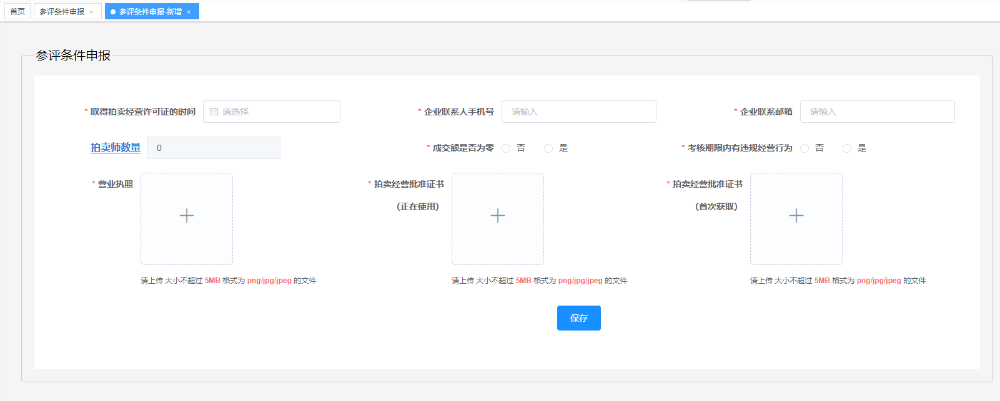 首页 参评条件申报 × 参评条件申报-新增 ×
参评条件申报
* 取得拍卖经营许可证的时间 请选择 * 企业联系人手机号 请输入 * 企业联系邮箱 请输入
拍卖师数量 0 * 成交额是否为零 否 是 * 考核期限内有违规经营行为 否 是
* 营业执照 * 拍卖经营批准证书 * 拍卖经营批准证书
（正在使用） （首次获取）
请上传 大小不超过 5MB 格式为 png/jpg/jpeg 的文件 请上传 大小不超过 5MB 格式为 png/jpg/jpeg 的文件 请上传 大小不超过 5MB 格式为 png/jpg/jpeg 的文件
保存